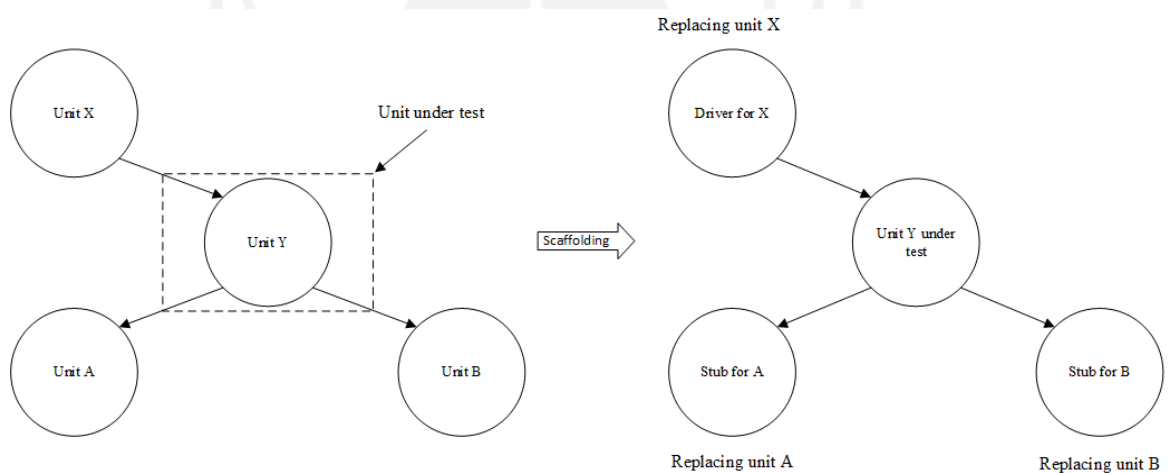 Replacing unit X
Unit X
Unit under test
Driver for X
Unit Y
Scaffolding
Unit Y under
test
Unit A
Unit B
Stub for A
Stub for B
Replacing unit A
Replacing unit B